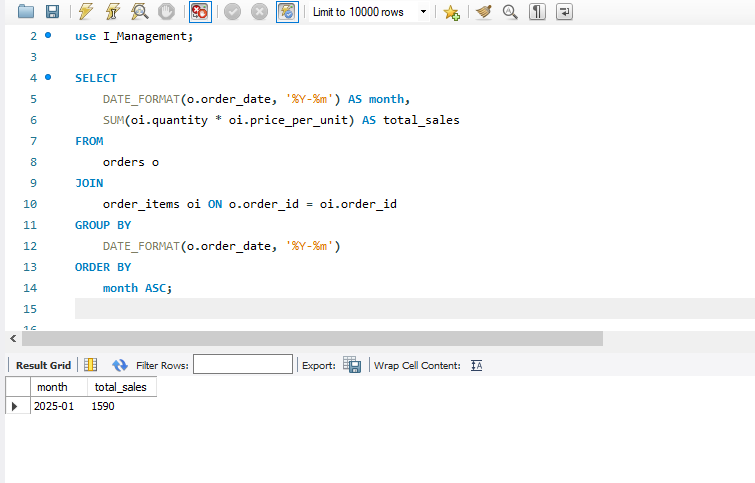 Limit to 10000 rows
2 use I_Management;
3
4 SELECT
5 DATE_FORMAT(o.order_date, '%Y-%m') AS month,
6 SUM(oi.quantity * oi.price_per_unit) AS total_sales
7 FROM
8 orders o
9 JOIN
10 order_items oi ON o.order_id = oi.order_id
11 GROUP BY
12 DATE_FORMAT(o.order_date, '%Y-%m')
13 ORDER BY
14 month ASC;
15
16
Result Grid Filter Rows: Export: Wrap Cell Content: IA
month total_sales
2025-01 1590